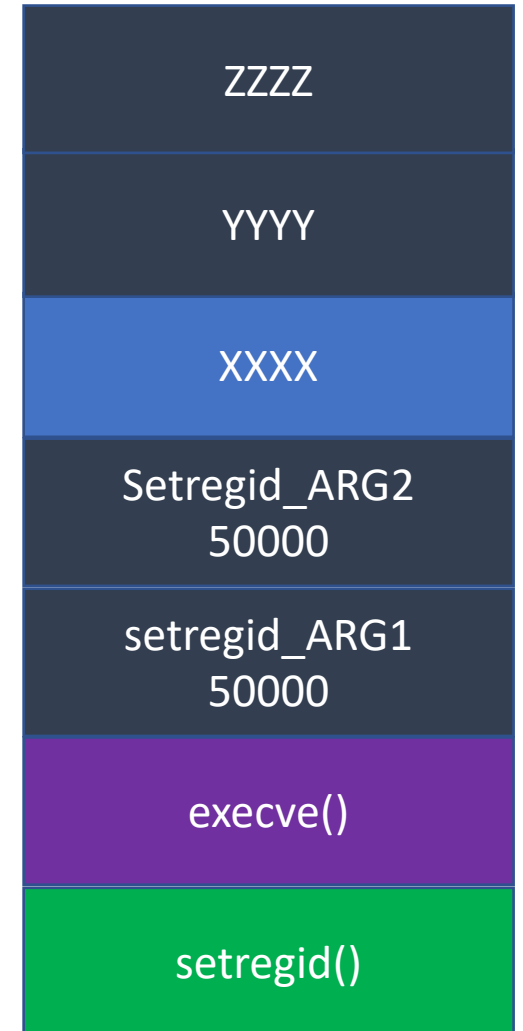 ZZZZ
YYYY
XXXX
Setregid_ARG2
50000
setregid_ARG1
50000
execve()
setregid()